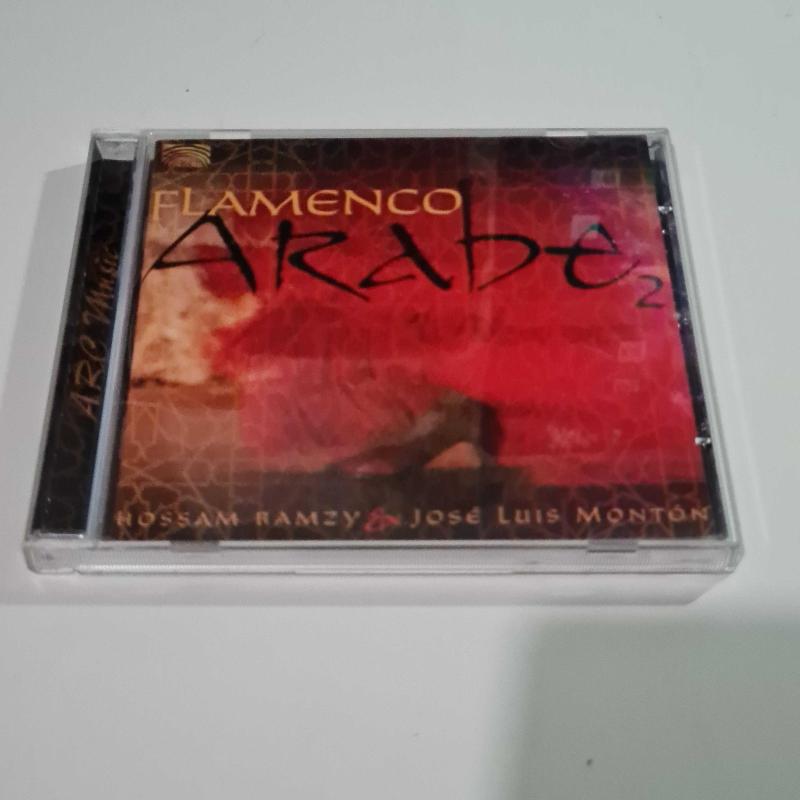 FLAMENCO
Arabe 2
HOSSAM RAMZY & JOSÉ LUIS MONTÓN
ARC Music